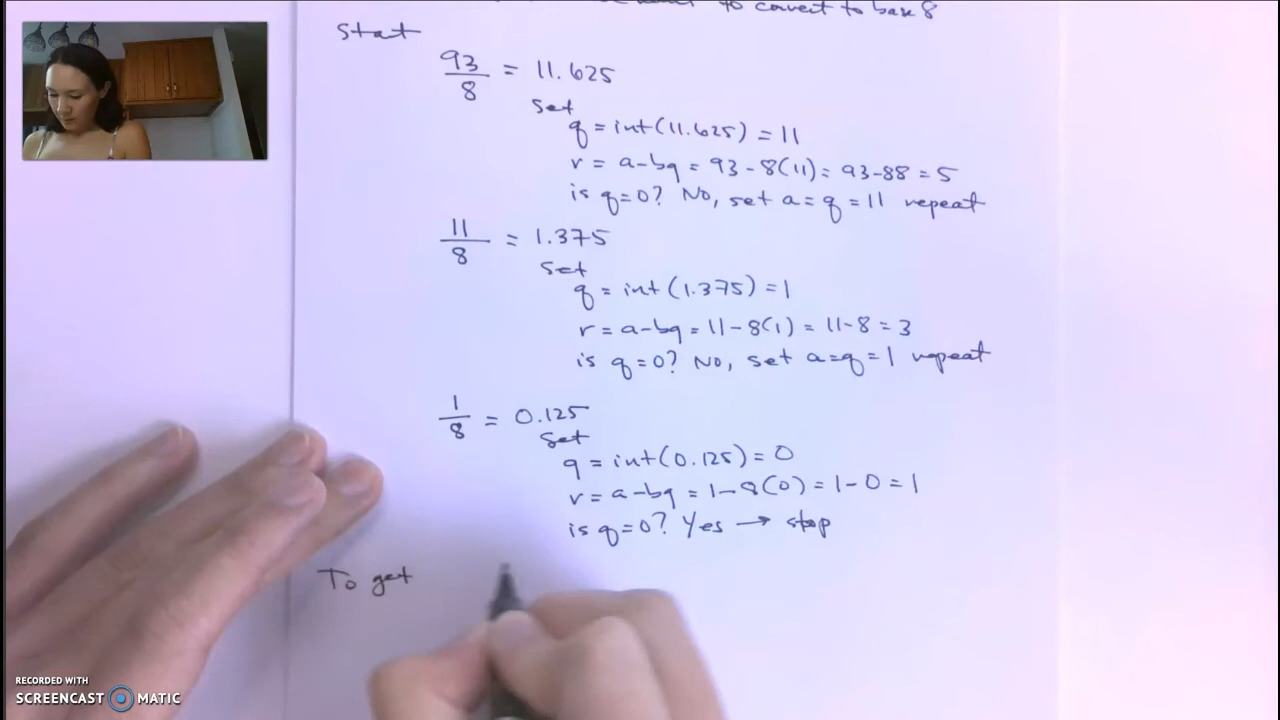 to convert to base 8
Start
93/8 = 11.625
Set
q = int(11.625) = 11
r = a-bq = 93-8(11) = 93-88 = 5
is q=0? No, set a=q=11 repeat
11/8 = 1.375
Set
q = int(1.375) = 1
r = a-bq = 11-8(1) = 11-8 = 3
is q=0? No, set a=q=1 repeat
1/8 = 0.125
Set
q = int(0.125) = 0
r = a-bq = 1-8(0) = 1-0 = 1
is q=0? Yes → stop
To get
RECORDED WITH
SCREENCAST MATIC